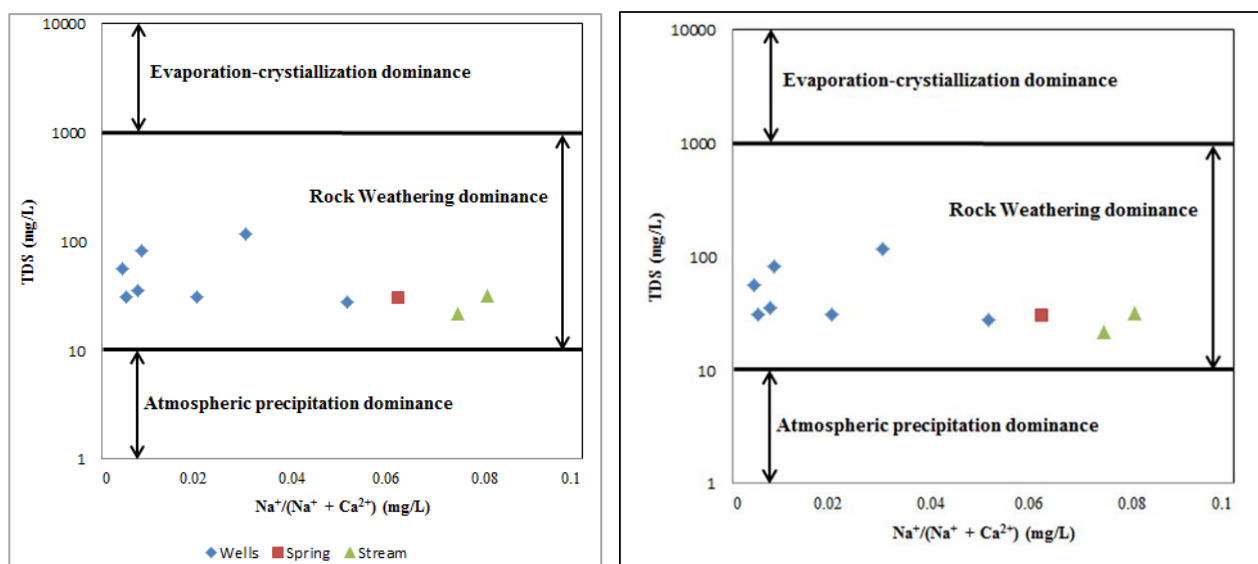 10000
Evaporation-crystiallization dominance
1000
Rock Weathering dominance
100
TDS (mg/L)
10
Atmospheric precipitation dominance
1
0 0.02 0.04 0.06 0.08 0.1
Na⁺/(Na⁺ + Ca²⁺) (mg/L)
Wells Spring Stream
10000
Evaporation-crystiallization dominance
1000
Rock Weathering dominance
100
TDS (mg/L)
10
Atmospheric precipitation dominance
1
0 0.02 0.04 0.06 0.08 0.1
Na⁺/(Na⁺ + Ca²⁺) (mg/L)